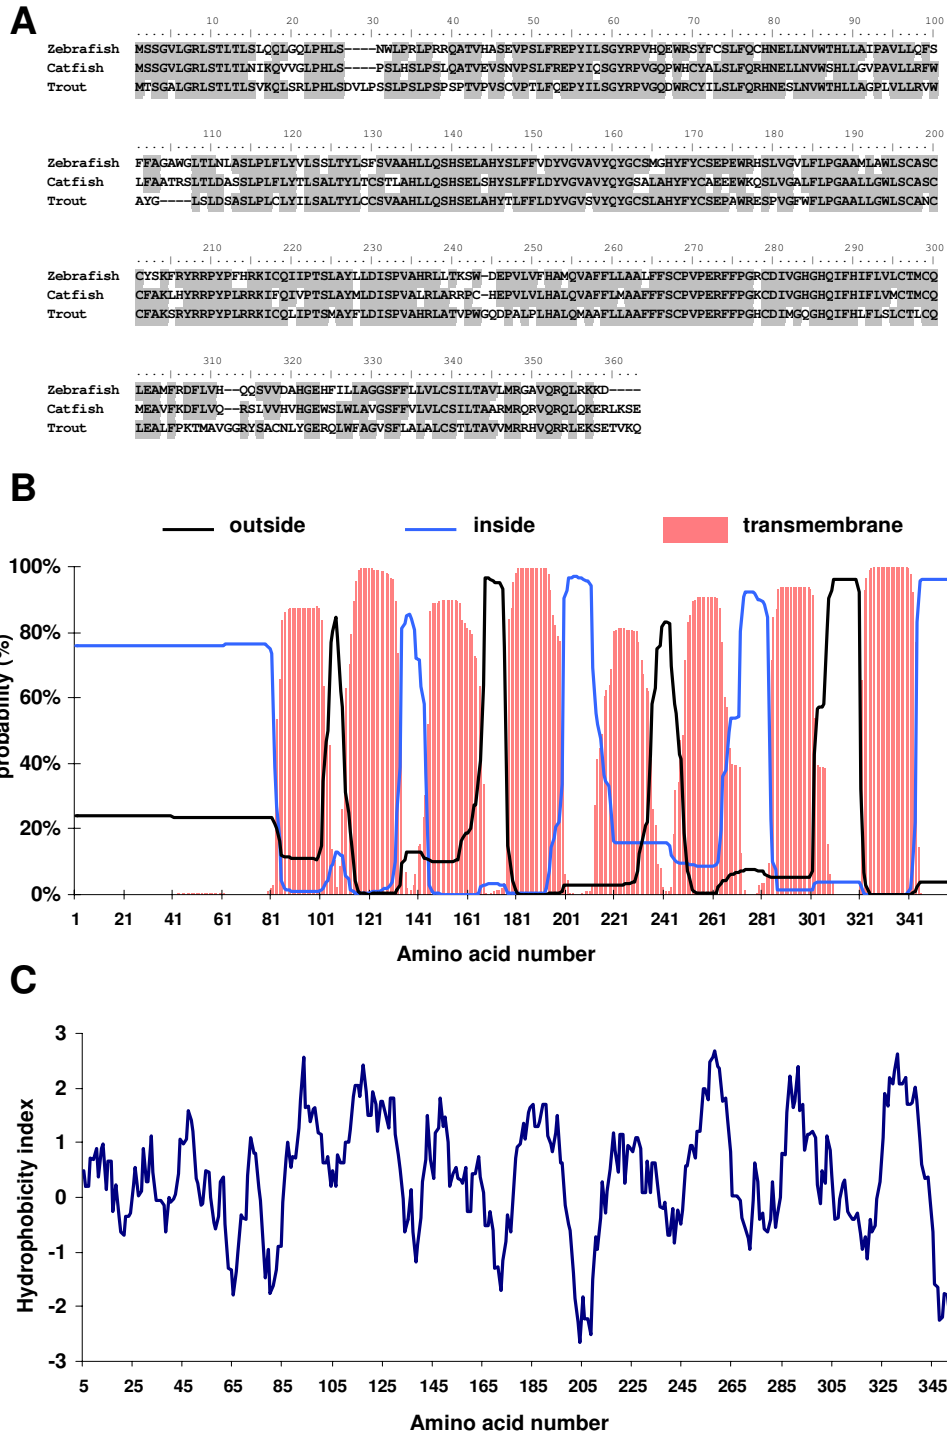 A
10 20 30 40 50 60 70 80 90 100
Zebrafish MSSGVLGRLSTLTLSLQQLGQLPHLS----NWLPRLPRRQATVHASEVPSLFREPYILSGYRPVHQEWRSYFCSLFQCHNELLNVWTHLLAIPAVLLQFS
Catfish MSSGVLGRLSTLTLNIKQVVGLPHLS----PSLHSLPSLQATVEVSNVPSLFREPYIQSGYRPVGQPWHCYALSLFQRHNELLNVWSHLLGVPAVLLRFW
Trout MTSGALGRLSTLTLSVKQLSRLPHLSDVLPSSLPSLPSPSPTVPVSCVPTLFQEPYILSGYRPVGQDWRCYILSLFQRHNESLNVWTHLLAGPLVLLRVW
110 120 130 140 150 160 170 180 190 200
Zebrafish FFAGAWGLTLNLASLPLFLYVLSSLTYLSFSVAAHLLQSHSELAHYSLFFVDYVGVAVYQYGCSMGHYFYCSEPEWRHSLVGVLFLPGAAMLAWLSCASC
Catfish LFAATRSLTLDASSLPLFLYTLSALTYLTCSTLAHLLQSHSELSHYSLFFLDYVGVAVYQYGSALAHYFYCAEEEWKQSLVGALFLPGAALLGWLSCASC
Trout AYG----LSLDSASLPLCLYILSALTYLCCSVAAHLLQSHSELAHYTLFFLDYVGVSVYQYGCSLAHYFYCSEPAWRESPVGFWFLPGAALLGWLSCANC
210 220 230 240 250 260 270 280 290 300
Zebrafish CYSKFRYRRPYPFHRKICQIIPTSLAYLLDISPVAHRLLTKSW-DEPVLVFHAMQVAFFLLAALFFSCPVPERFFPGRCDIVGHGHQIFHIFLVLCTMCQ
Catfish CFAKLHYRRPYPLRRKIFQIVPTSLAYMLDISPVALRLARRPC-HEPVLVLHALQVAFFLMAAFFFSCPVPERFFPGKCDIVGHGHQIFHIFLVMCTMCQ
Trout CFAKSRYRRPYPLRRKICQLIPTSMAYFLDISPVAHRLATVPWGQDPALPLHALQMAAFLLAAFFFSCPVPERFFPGHCDIMGQGHQIFHLFLSLCTLCQ
310 320 330 340 350 360
Zebrafish LEAMFRDFLVH--QQSVVDAHGEHFILLAGGSFFLLVLCSILTAVLMRGAVQRQLRKKD----
Catfish MEAVFKDFLVQ--RSLVVHVHGEWSLWLAVGSFFVLVLCSILTAARMRQRVQRQLQKERLKSE
Trout LEALFPKTMAVGGRYSACNLYGERQLWFAGVSFLALALCSTLTAVVMRRHVQRRLEKSETVKQ
B
outside inside transmembrane
100%
80%
60%
40%
20%
0%
probability (%)
1 21 41 61 81 101 121 141 161 181 201 221 241 261 281 301 321 341
Amino acid number
C
3
2
1
0
-1
-2
-3
Hydrophobicity index
5 25 45 65 85 105 125 145 165 185 205 225 245 265 285 305 325 345
Amino acid number